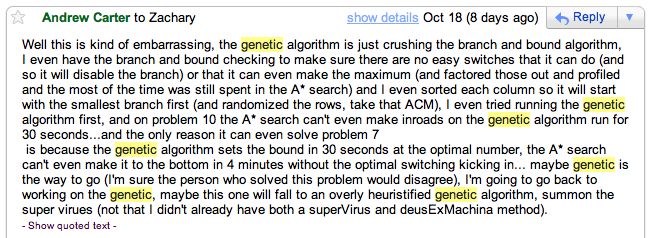 Andrew Carter to Zachary show details Oct 18 (8 days ago) Reply
Well this is kind of embarrassing, the genetic algorithm is just crushing the branch and bound algorithm,
I even have the branch and bound checking to make sure there are no easy switches that it can do (and
so it will disable the branch) or that it can even make the maximum (and factored those out and profiled
and the most of the time was still spent in the A* search) and I even sorted each column so it will start
with the smallest branch first (and randomized the rows, take that ACM), I even tried running the genetic
algorithm first, and on problem 10 the A* search can't even make inroads on the genetic algorithm run for
30 seconds...and the only reason it can even solve problem 7
is because the genetic algorithm sets the bound in 30 seconds at the optimal number, the A* search
can't even make it to the bottom in 4 minutes without the optimal switching kicking in... maybe genetic is
the way to go (I'm sure the person who solved this problem would disagree), I'm going to go back to
working on the genetic, maybe this one will fall to an overly heuristified genetic algorithm, summon the
super virues (not that I didn't already have both a superVirus and deusExMachina method).
- Show quoted text -